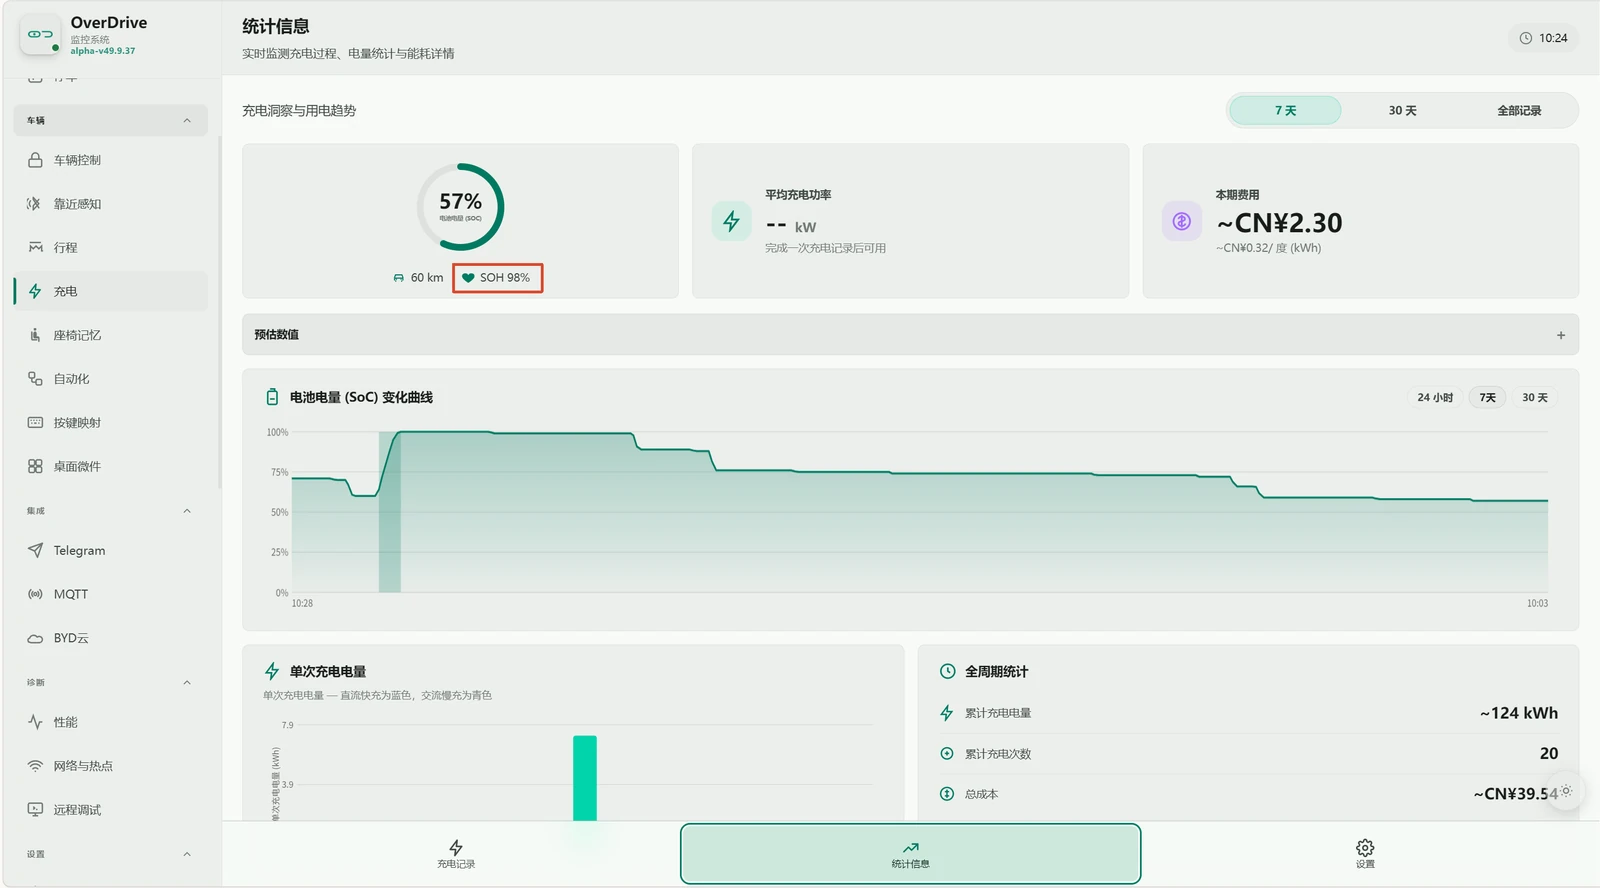 OverDrive
监控系统
alpha-v49.9.37
车辆
车辆控制
靠近感知
行程
充电
座椅记忆
自动化
按键映射
桌面微件
集成
Telegram
MQTT
BYD云
诊断
性能
网络与热点
远程调试
设置
统计信息
实时监测充电过程、电量统计与能耗详情
10:24
充电洞察与用电趋势
7 天
30 天
全部记录
57%
电池电量 (SOC)
60 km
SOH 98%
平均充电功率
-- kW
完成一次充电记录后可用
本期费用
~CN¥2.30
~CN¥0.32/ 度 (kWh)
预估数值
+
电池电量 (SoC) 变化曲线
24 小时
7天
30 天
100%
75%
50%
25%
0%
10:28
10:03
单次充电电量
单次充电电量 — 直流快充为蓝色，交流慢充为青色
7.9
3.9
单次充电电量 (kWh)
全周期统计
累计充电电量
~124 kWh
累计充电次数
20
总成本
~CN¥39.54
充电记录
统计信息
设置